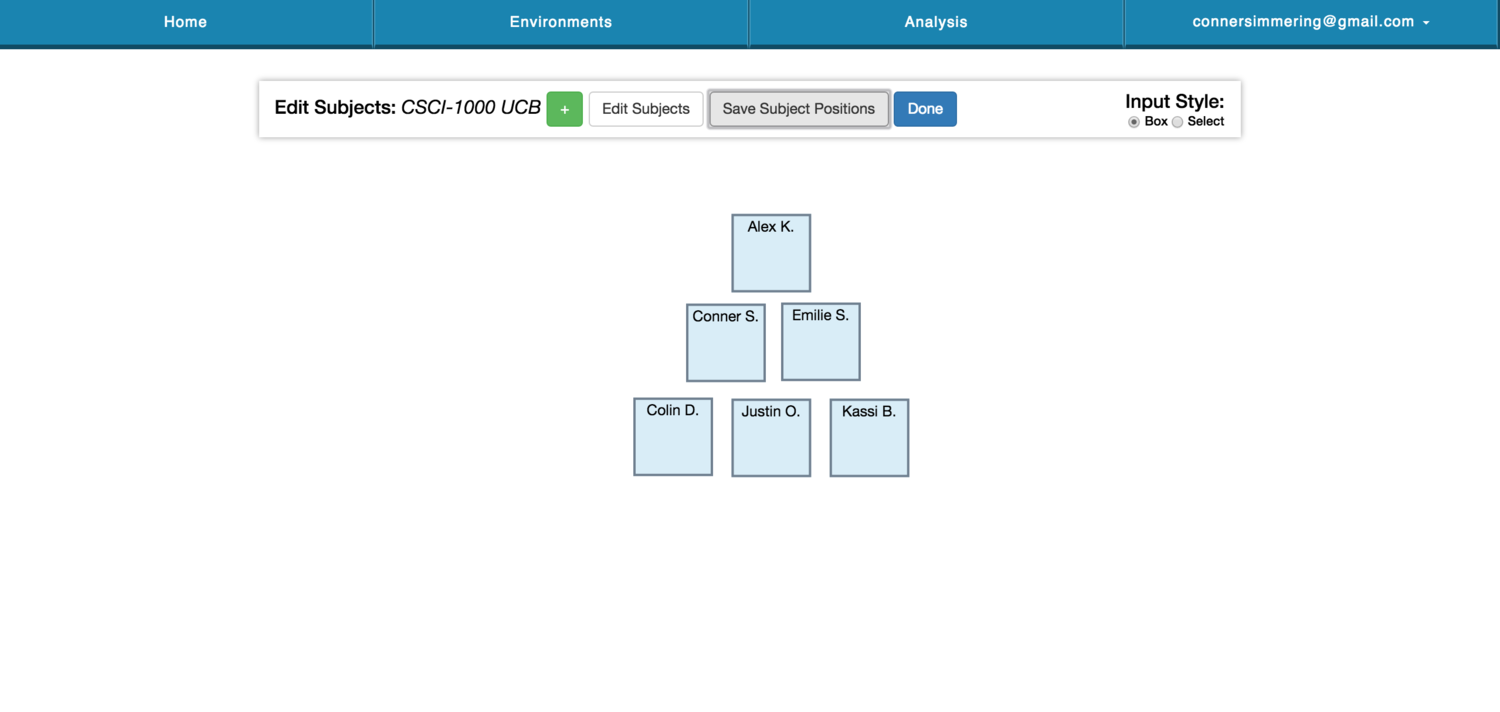 Home Environments Analysis connersimmering@gmail.com
Edit Subjects: CSCI-1000 UCB + Edit Subjects Save Subject Positions Done Input Style:
Box Select
Alex K.
Conner S. Emilie S.
Colin D. Justin O. Kassi B.